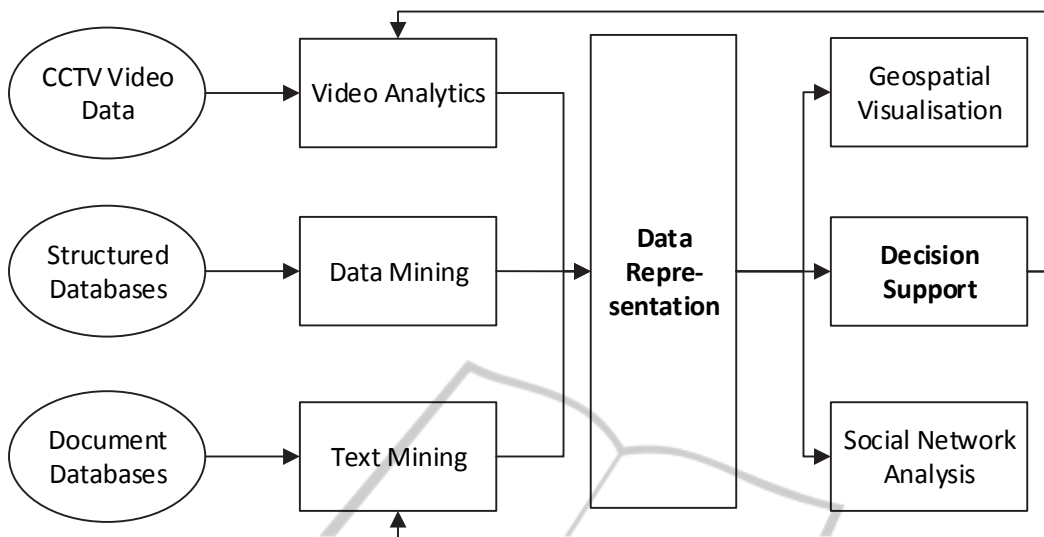 CCTV Video
Data
Video Analytics
Geospatial
Visualisation
Structured
Databases
Data Mining
Data
Repre-
sentation
Decision
Support
Document
Databases
Text Mining
Social Network
Analysis